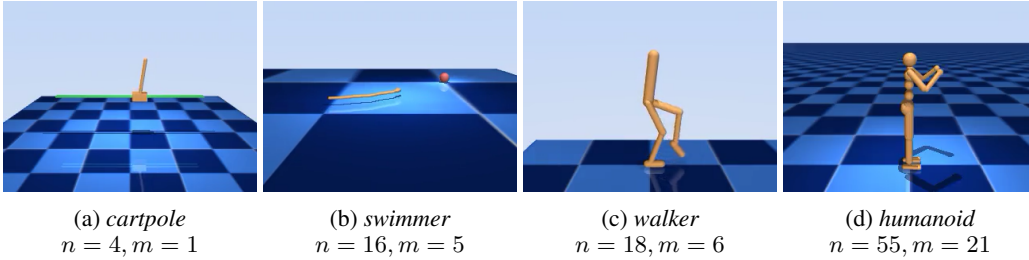 (a) cartpole
n = 4, m = 1
(b) swimmer
n = 16, m = 5
(c) walker
n = 18, m = 6
(d) humanoid
n = 55, m = 21